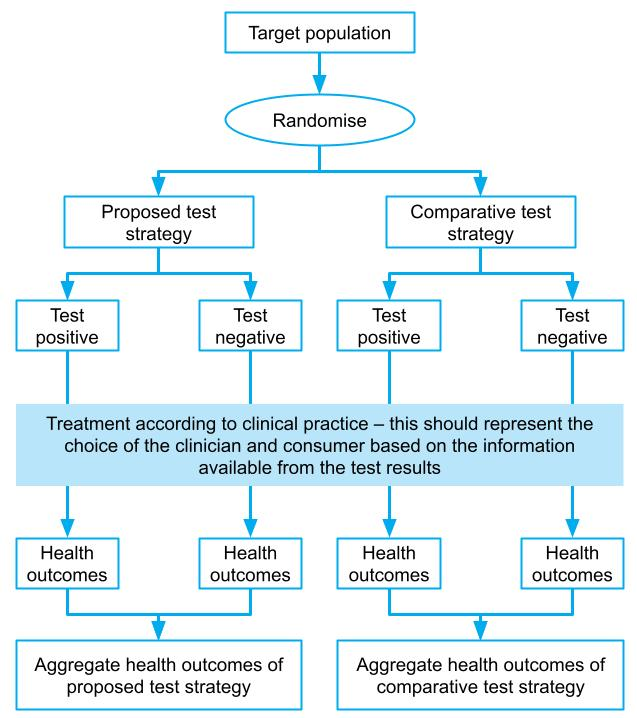 Target population
Randomise
Proposed test
strategy
Comparative test
strategy
Test
positive
Test
negative
Test
positive
Test
negative
Treatment according to clinical practice – this should represent the
choice of the clinician and consumer based on the information
available from the test results
Health
outcomes
Health
outcomes
Health
outcomes
Health
outcomes
Aggregate health outcomes of
proposed test strategy
Aggregate health outcomes of
comparative test strategy